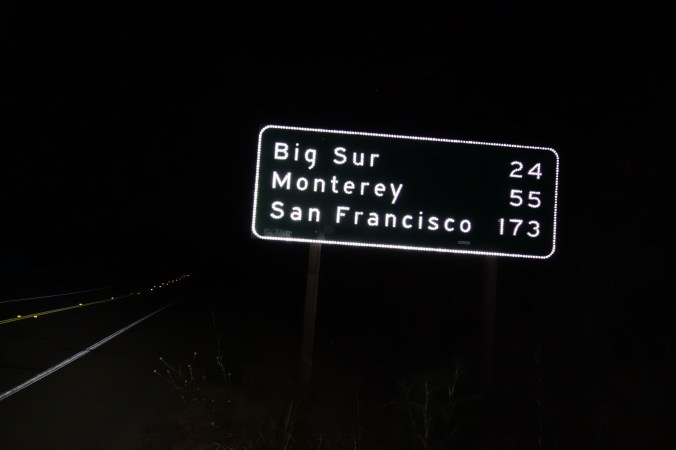 Big Sur 24
Monterey 55
San Francisco 173